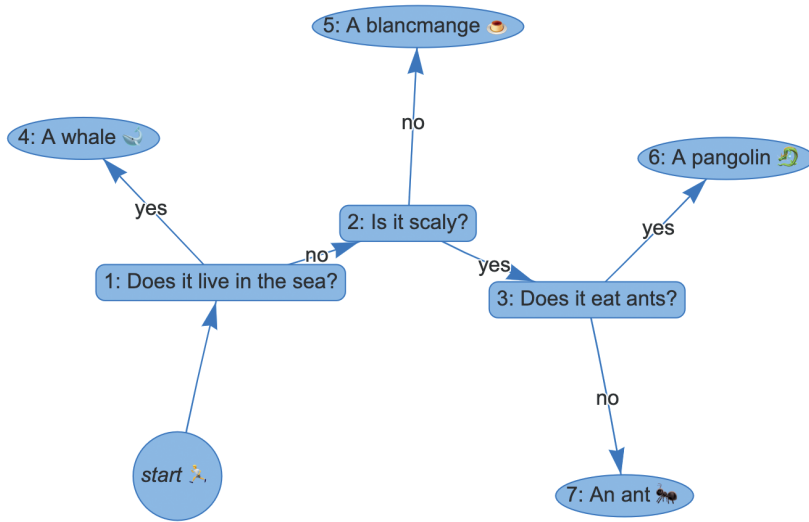 5: A blancmange 🍮
no
4: A whale
yes
6: A pangolin
2: Is it scaly?
yes
no
yes
1: Does it live in the sea?
3: Does it eat ants?
no
start
7: An ant 🐜